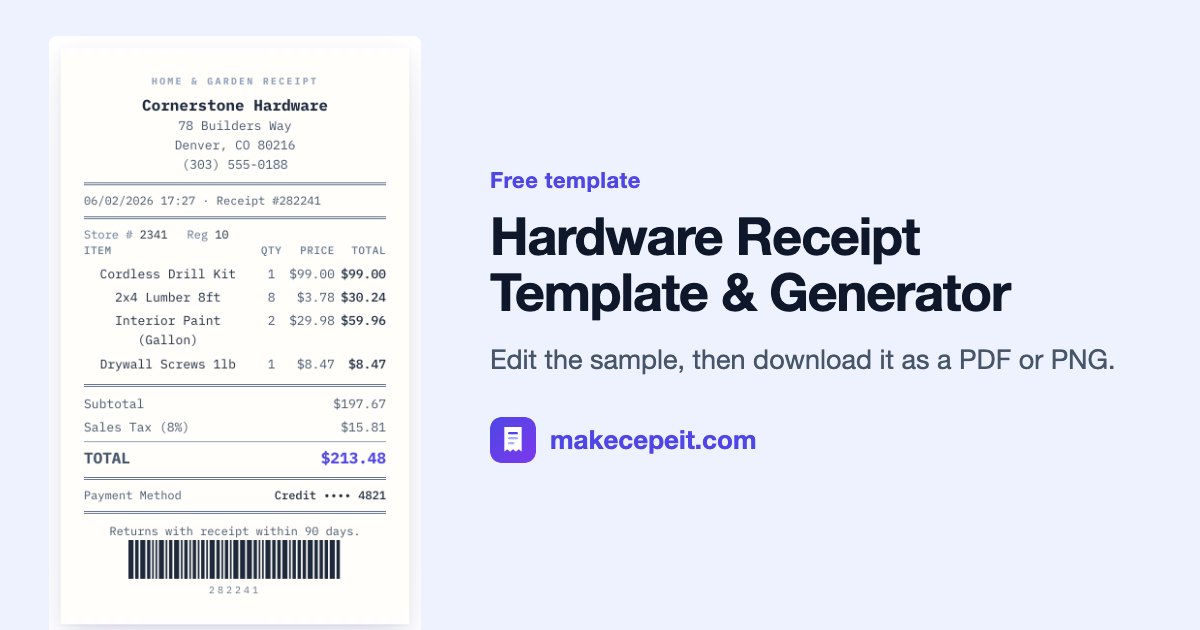 HOME & GARDEN RECEIPT
Cornerstone Hardware
78 Builders Way
Denver, CO 80216
(303) 555-0188
06/02/2026 17:27 · Receipt #282241
Store # 2341 Reg 10
ITEM QTY PRICE TOTAL
Cordless Drill Kit 1 $99.00 $99.00
2x4 Lumber 8ft 8 $3.78 $30.24
Interior Paint 2 $29.98 $59.96
(Gallon)
Drywall Screws 1lb 1 $8.47 $8.47
Subtotal $197.67
Sales Tax (8%) $15.81
TOTAL $213.48
Payment Method Credit •••• 4821
Returns with receipt within 90 days.
282241
Free template
Hardware Receipt
Template & Generator
Edit the sample, then download it as a PDF or PNG.
makecepeit.com